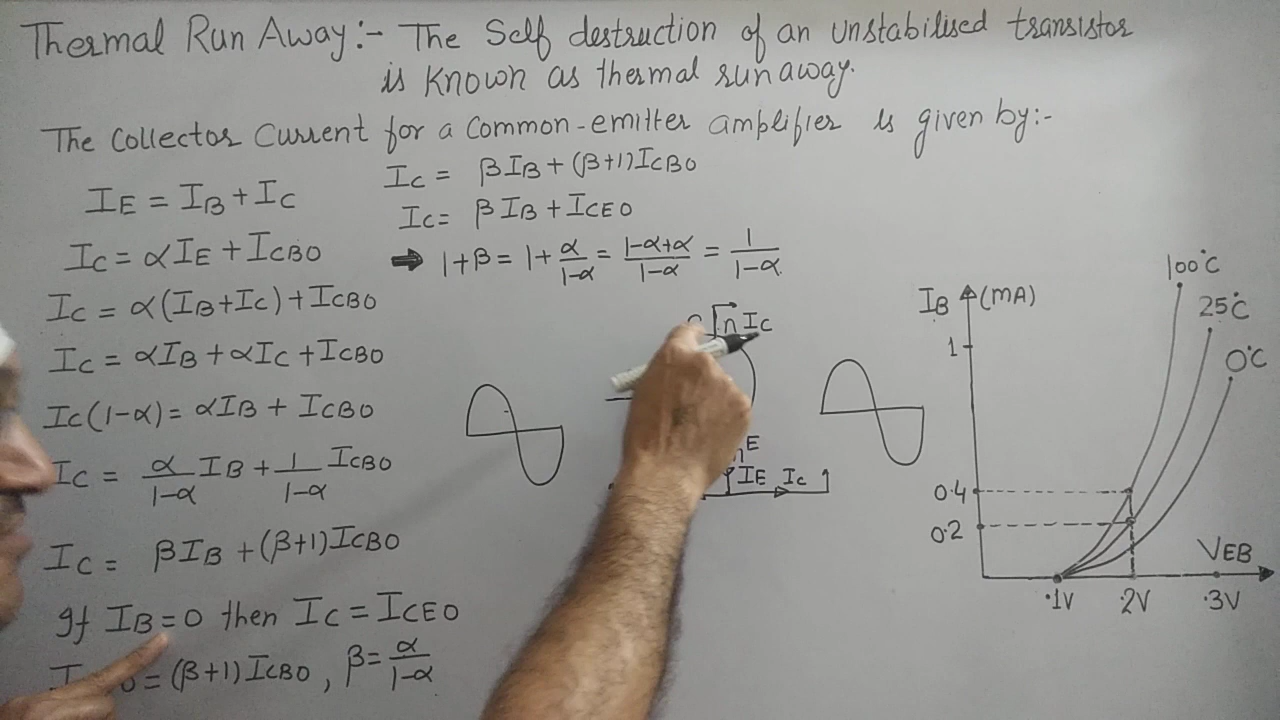 Thermal Run Away:- The Self destruction of an unstabilised transistor
is known as thermal runaway.
The Collector Current for a Common-emitter amplifier is given by:-
IE = IB + IC
IC = αIE + ICBO
IC = α(IB+IC) + ICBO
IC = αIB + αIC + ICBO
IC(1-α) = αIB + ICBO
IC = α/1-α IB + 1/1-α ICBO
IC = βIB + (β+1)ICBO
If IB = 0 then IC = ICEO
= (β+1)ICBO, β = α/1-α
IC = βIB + (β+1)ICBO
IC = βIB + ICEO
⇒ 1+β = 1+ α/1-α = 1-α+α/1-α = 1/1-α
n IC
E
IE IC
IB (MA)
100°C
25°C
0°C
1
0.4
0.2
VEB
.1V .2V .3V